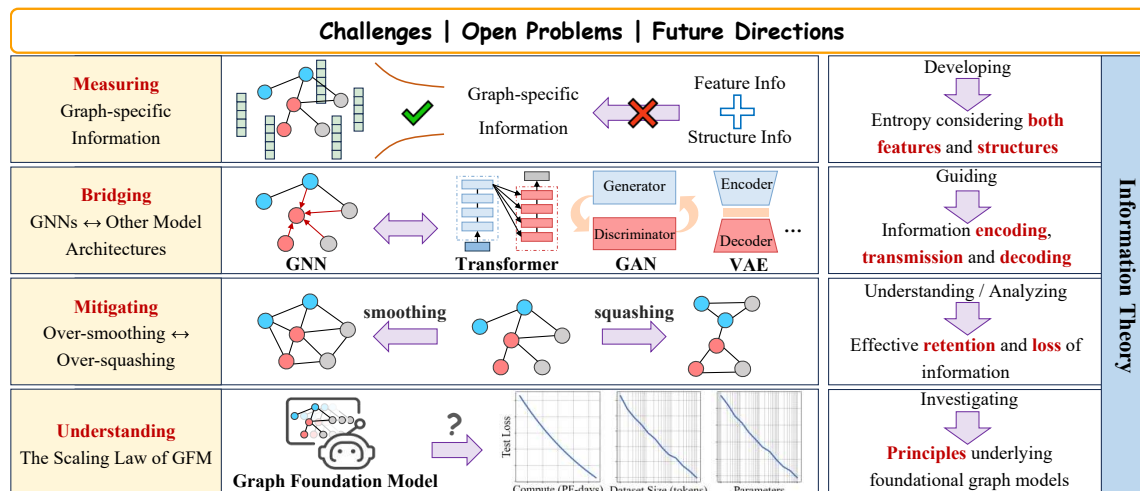 Challenges | Open Problems | Future Directions
Measuring
Graph-specific
Information
Graph-specific
Information
Feature Info
Structure Info
Developing
Entropy considering both
features and structures
Bridging
GNNs ↔ Other Model
Architectures
GNN
Transformer
Generator
Discriminator
GAN
Encoder
Decoder
VAE
...
Guiding
Information encoding,
transmission and decoding
Mitigating
Over-smoothing ↔
Over-squashing
smoothing
squashing
Understanding / Analyzing
Effective retention and loss of
information
Understanding
The Scaling Law of GFM
Graph Foundation Model
?
Test Loss
Compute (PF-days)
Dataset Size (tokens)
Parameters
Investigating
Principles underlying
foundational graph models
Information Theory